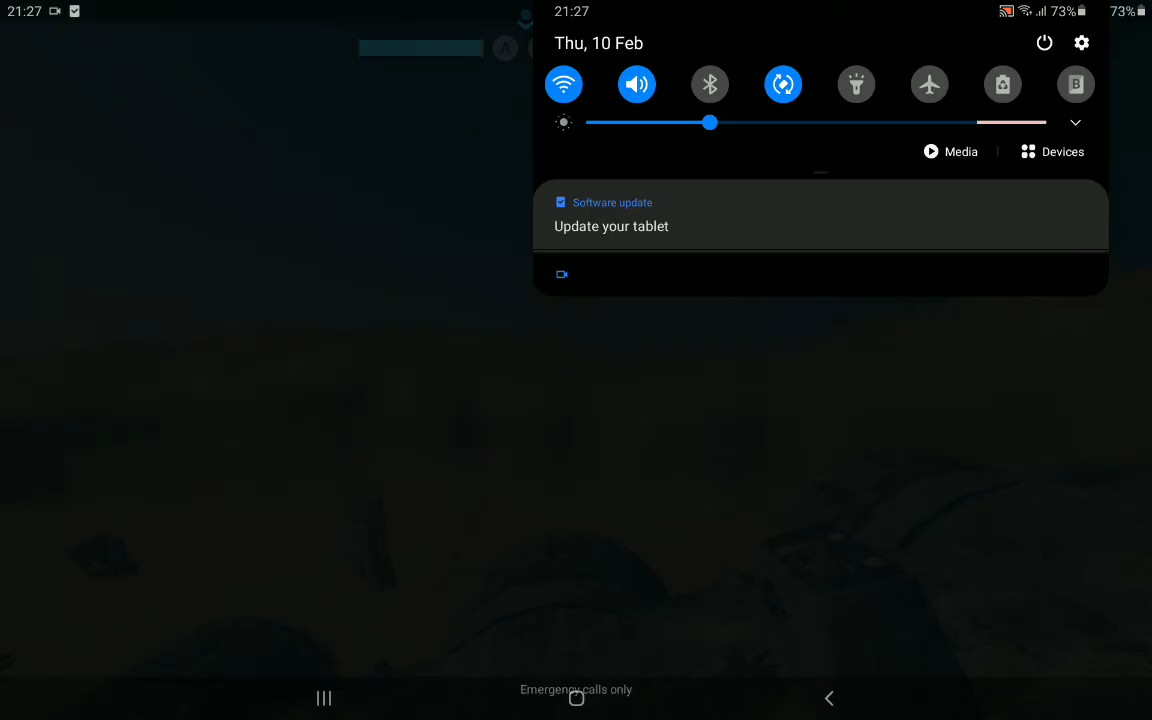 21:27
A
21:27
73%
73%
Thu, 10 Feb
B
Media
Devices
Software update
Update your tablet
Emergency calls only